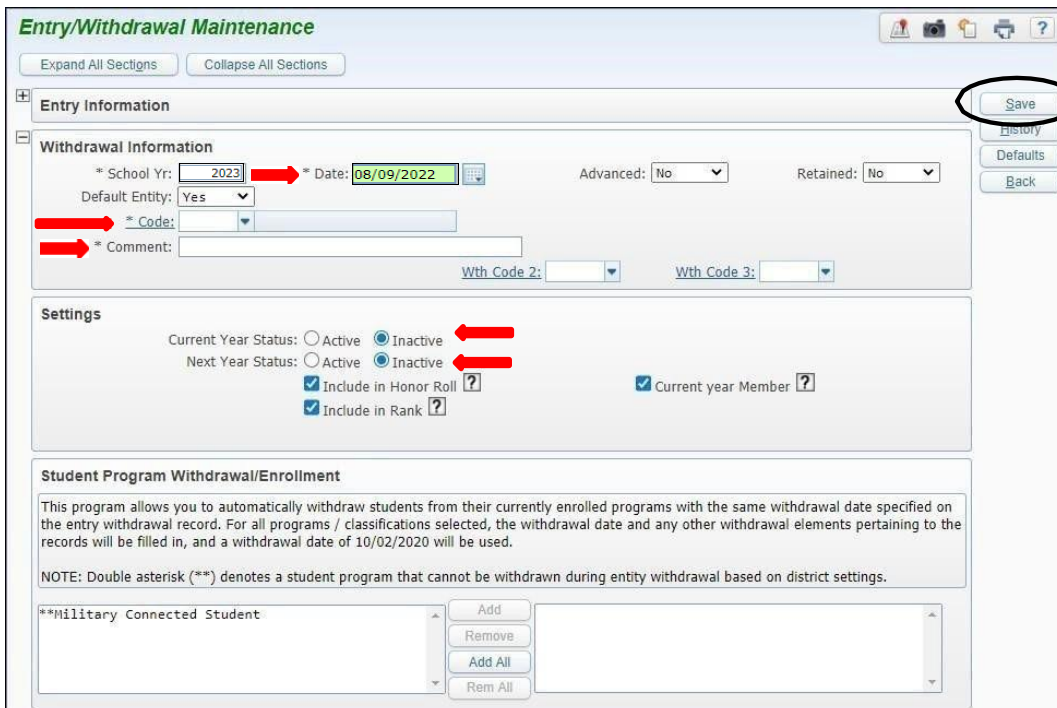 Entry/Withdrawal Maintenance
?
Expand All Sections Collapse All Sections
Entry Information
Save
History
Defaults
Back
Withdrawal Information
* School Yr: 2023 * Date: 08/09/2022 Advanced: No Retained: No
Default Entity: Yes
* Code:
* Comment:
Wth Code 2: Wth Code 3:
Settings
Current Year Status: Active Inactive
Next Year Status: Active Inactive
Include in Honor Roll ? Current year Member ?
Include in Rank ?
Student Program Withdrawal/Enrollment
This program allows you to automatically withdraw students from their currently enrolled programs with the same withdrawal date specified on
the entry withdrawal record. For all programs / classifications selected, the withdrawal date and any other withdrawal elements pertaining to the
records will be filled in, and a withdrawal date of 10/02/2020 will be used.
NOTE: Double asterisk (**) denotes a student program that cannot be withdrawn during entity withdrawal based on district settings.
**Military Connected Student
Add
Remove
Add All
Rem All